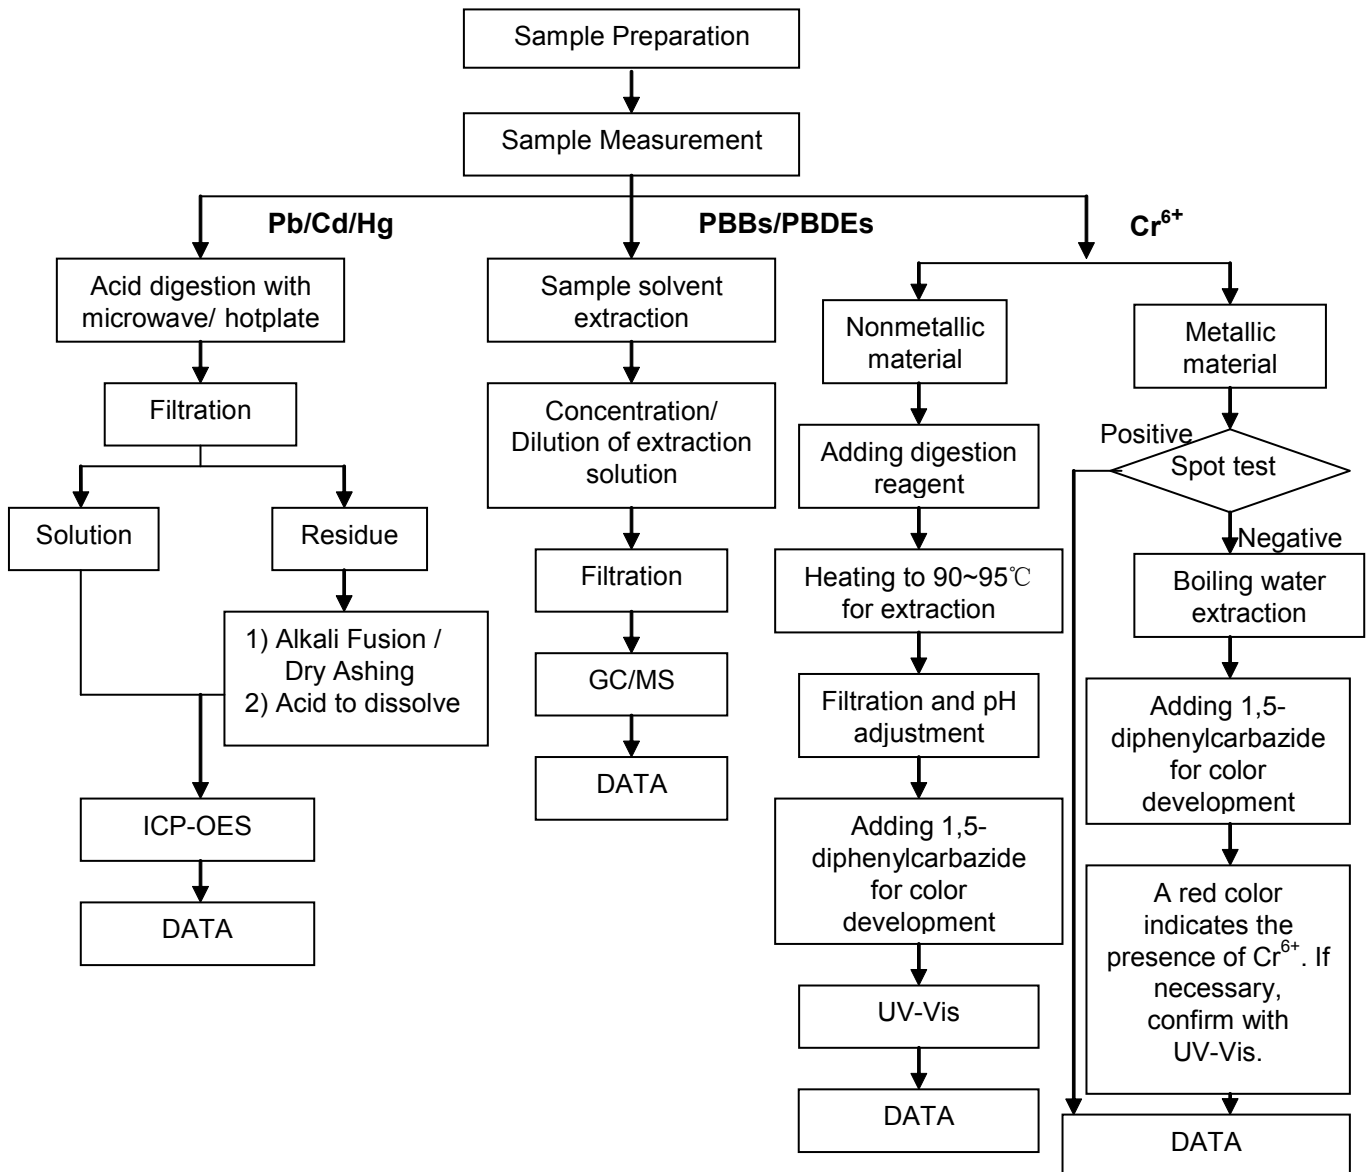 Sample Preparation
Sample Measurement
Pb/Cd/Hg
PBBs/PBDEs
Cr⁶⁺
Acid digestion with
microwave/ hotplate
Filtration
Solution
Residue
1) Alkali Fusion /
Dry Ashing
2) Acid to dissolve
ICP-OES
DATA
Sample solvent
extraction
Concentration/
Dilution of extraction
solution
Filtration
GC/MS
DATA
Nonmetallic
material
Adding digestion
reagent
Heating to 90~95℃
for extraction
Filtration and pH
adjustment
Adding 1,5-
diphenylcarbazide
for color
development
UV-Vis
DATA
Metallic
material
Positive
Spot test
Negative
Boiling water
extraction
Adding 1,5-
diphenylcarbazide
for color
development
A red color
indicates the
presence of Cr⁶⁺. If
necessary,
confirm with
UV-Vis.
DATA